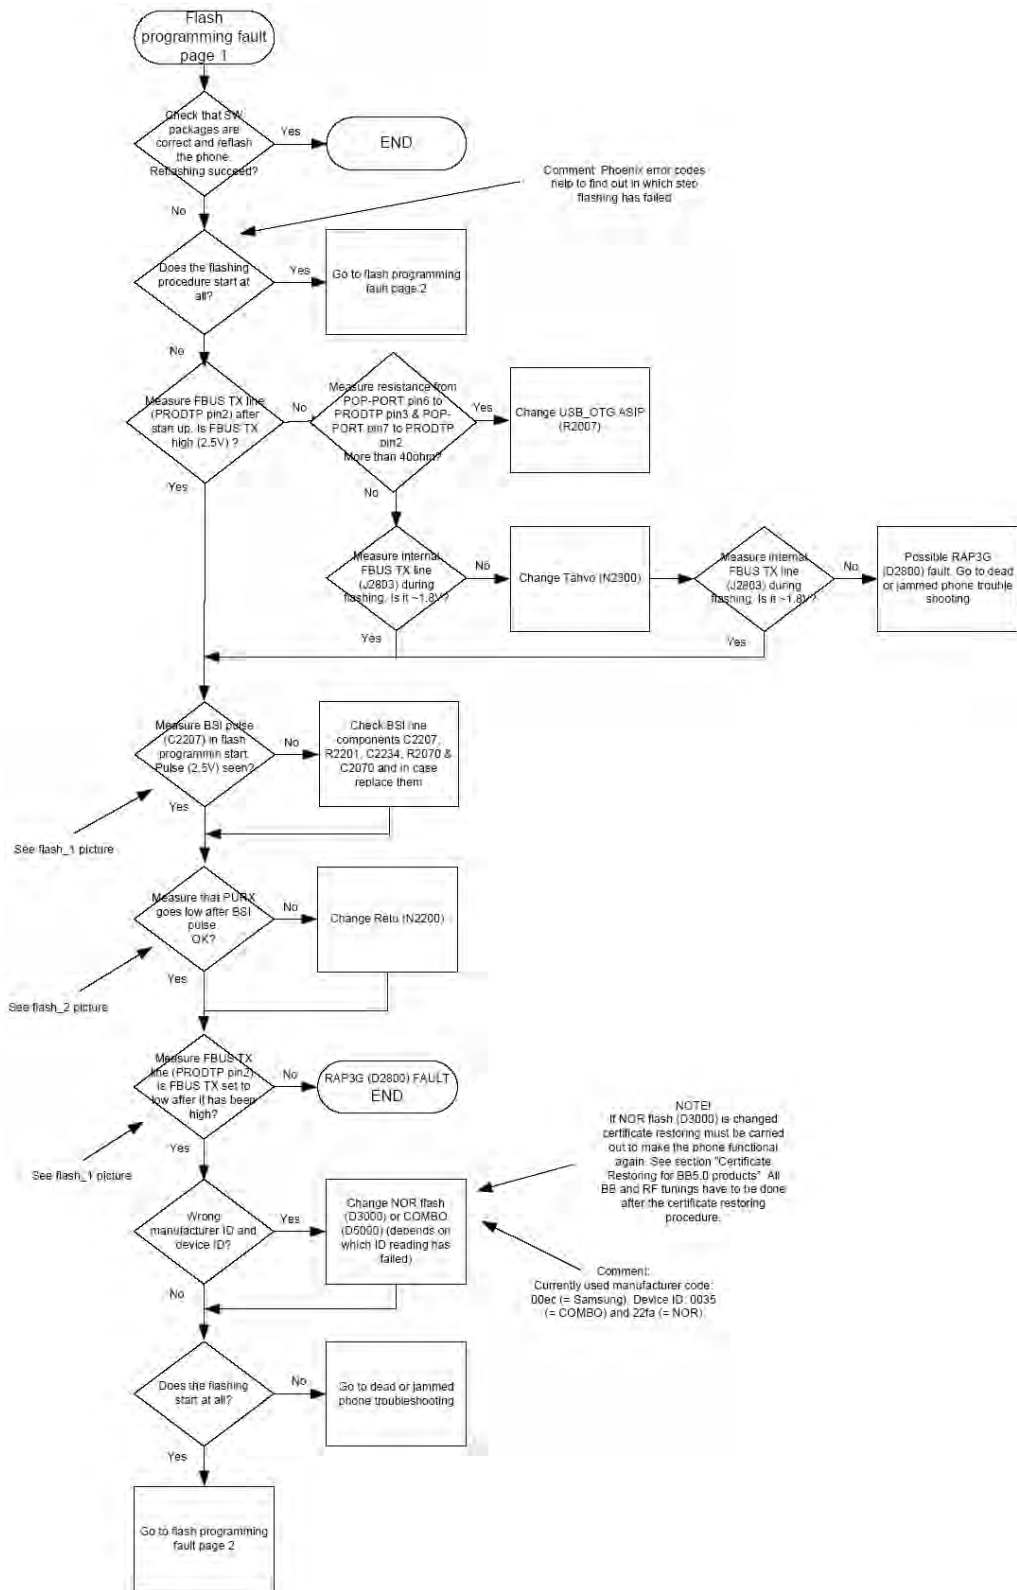 Flash
programming fault
page 1
Check that SW
packages are
correct and reflash
the phone.
Reflashing succeed?
Yes
END
No
Comment: Phoenix error codes
help to find out in which step
flashing has failed
Does the flashing
procedure start at
all?
Yes
Go to flash programming
fault page 2
No
Measure FBUS TX line
(PRODTP pin2) after
start up. Is FBUS TX
high (2.5V) ?
No
Measure resistance from
POP-PORT pin6 to
PRODTP pin3 & POP-
PORT pin7 to PRODTP
pin2.
More than 40ohm?
Yes
Change USB_OTG ASIP
(R2007)
Yes
No
Measure internal
FBUS TX line
(J2803) during
flashing. Is it ~1.8V?
No
Change Tahvo (N2300)
Measure internal
FBUS TX line
(J2803) during
flashing. Is it ~1.8V?
No
Possible RAP3G
(D2800) fault. Go to dead
or jammed phone trouble
shooting
Yes
Yes
Measure BSI pulse
(C2207) in flash
programmin start.
Pulse (2.5V) seen?
No
Check BSI line
components C2207,
R2201, C2234, R2070 &
C2070 and in case
replace them
Yes
See flash_1 picture
Measure that PURX
goes low after BSI
pulse.
OK?
No
Change Retu (N2200)
Yes
See flash_2 picture
Measure FBUS TX
line (PRODTP pin2).
Is FBUS TX set to
low after it has been
high?
No
RAP3G (D2800) FAULT
END
Yes
See flash_1 picture
NOTE!
If NOR flash (D3000) is changed
certificate restoring must be carried
out to make the phone functional
again. See section "Certificate
Restoring for BB5.0 products" All
BB and RF tunings have to be done
after the certificate restoring
procedure.
Wrong
manufacturer ID and
device ID?
Yes
Change NOR flash
(D3000) or COMBO
(D5000) (depends on
which ID reading has
failed)
Comment:
Currently used manufacturer code:
00ec (= Samsung). Device ID: 0035
(= COMBO) and 22fa (= NOR)
No
Does the flashing
start at all?
No
Go to dead or jammed
phone troubleshooting
Yes
Go to flash programming
fault page 2